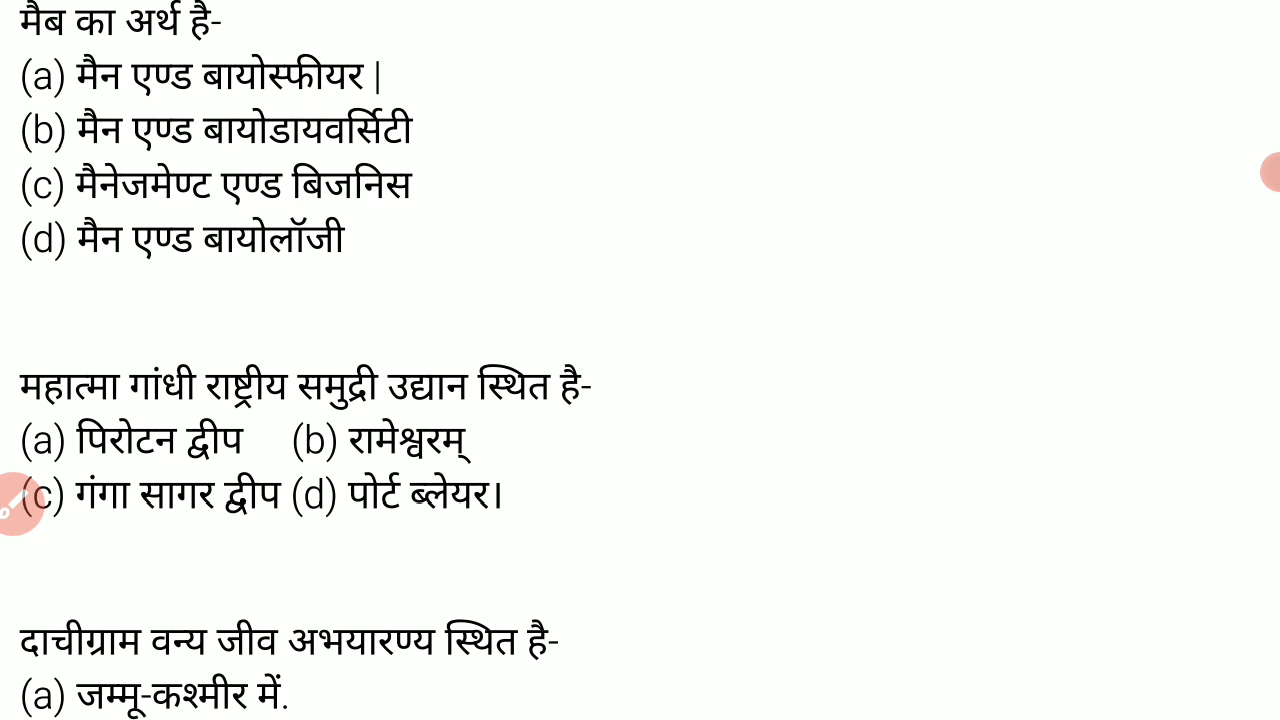 मैब का अर्थ है-
(a) मैन एण्ड बायोस्फीयर |
(b) मैन एण्ड बायोडायवर्सिटी
(c) मैनेजमेण्ट एण्ड बिजनिस
(d) मैन एण्ड बायोलॉजी
महात्मा गांधी राष्ट्रीय समुद्री उद्यान स्थित है-
(a) पिरोटन द्वीप (b) रामेश्वरम्
(c) गंगा सागर द्वीप (d) पोर्ट ब्लेयर।
दाचीग्राम वन्य जीव अभयारण्य स्थित है-
(a) जम्मू-कश्मीर में.